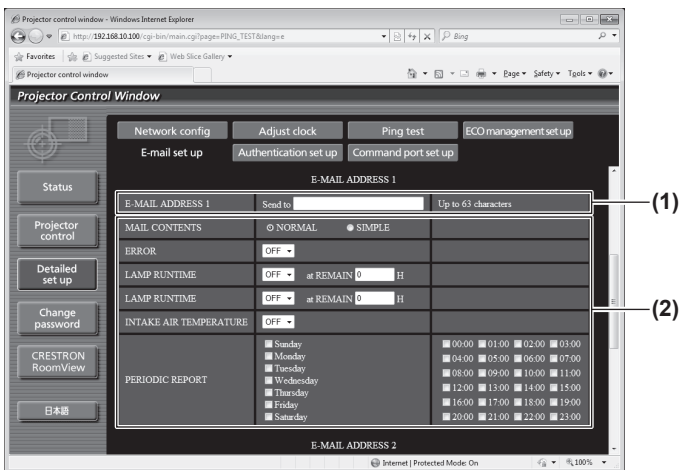 Projector control window - Windows Internet Explorer
http://192.168.10.100/cgi-bin/main.cgi?page=PING_TEST&lang=e
Bing
Favorites Suggested Sites Web Slice Gallery
Projector control window
Page Safety Tools
Projector Control Window
Network config Adjust clock Ping test ECO management set up
E-mail set up Authentication set up Command port set up
Status
Projector control
Detailed set up
Change password
CRESTRON RoomView
日本語
E-MAIL ADDRESS 1
E-MAIL ADDRESS 1 Send to Up to 63 characters
(1)
MAIL CONTENTS NORMAL SIMPLE
ERROR OFF
LAMP RUNTIME OFF at REMAIN 0 H
LAMP RUNTIME OFF at REMAIN 0 H
(2)
INTAKE AIR TEMPERATURE OFF
PERIODIC REPORT
Sunday
Monday
Tuesday
Wednesday
Thursday
Friday
Saturday
00:00 01:00 02:00 03:00
04:00 05:00 06:00 07:00
08:00 09:00 10:00 11:00
12:00 13:00 14:00 15:00
16:00 17:00 18:00 19:00
20:00 21:00 22:00 23:00
E-MAIL ADDRESS 2
Internet | Protected Mode: On 100%